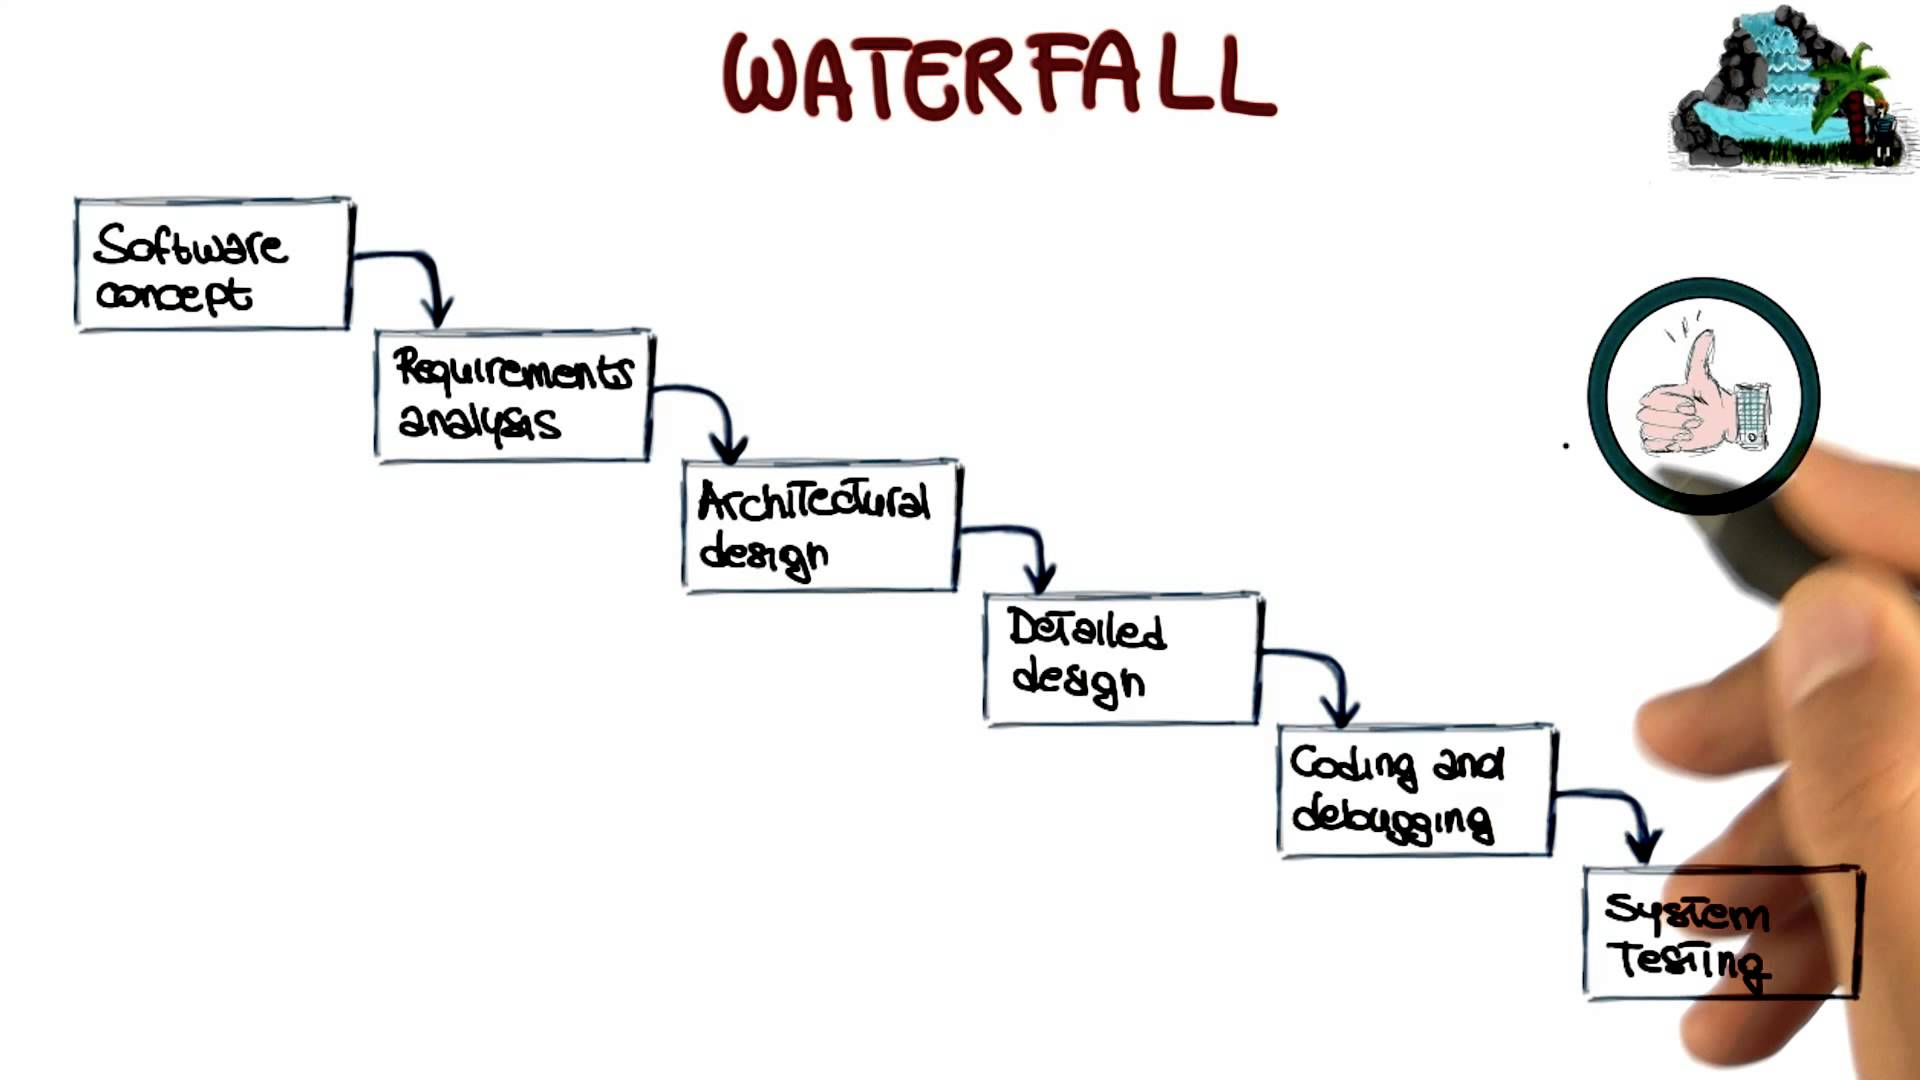 WATERFALL
Software
concept
Requirements
analysis
Architectural
design
Detailed
design
Coding and
debugging
System
Testing